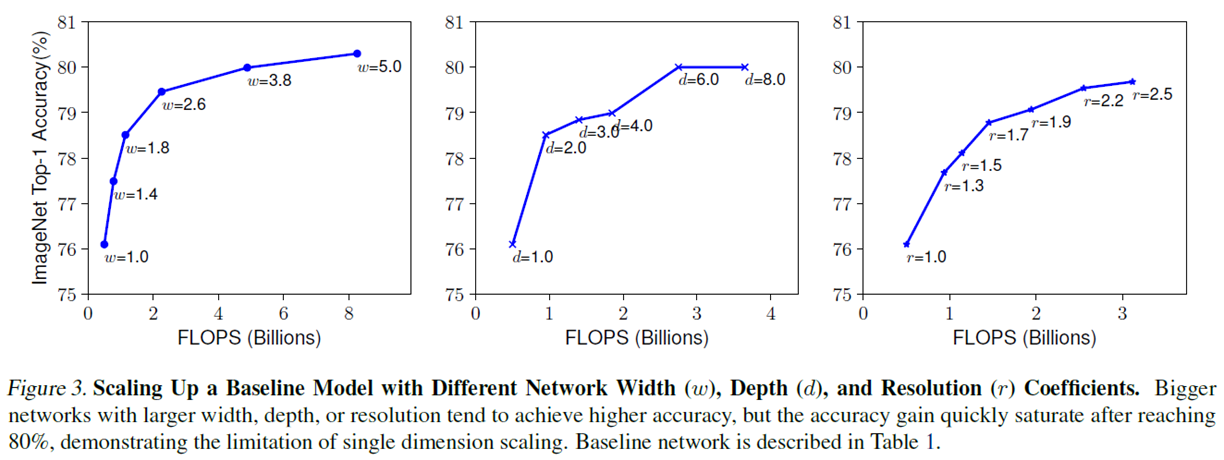 ImageNet Top-1 Accuracy(%)
81
80
79
78
77
76
75
w=1.0
w=1.4
w=1.8
w=2.6
w=3.8
w=5.0
0 2 4 6 8
FLOPS (Billions)
81
80
79
78
77
76
75
d=1.0
d=2.0
d=3.0
d=4.0
d=6.0
d=8.0
0 1 2 3 4
FLOPS (Billions)
81
80
79
78
77
76
75
r=1.0
r=1.3
r=1.5
r=1.7
r=1.9
r=2.2
r=2.5
0 1 2 3
FLOPS (Billions)
Figure 3. Scaling Up a Baseline Model with Different Network Width (w), Depth (d), and Resolution (r) Coefficients. Bigger
networks with larger width, depth, or resolution tend to achieve higher accuracy, but the accuracy gain quickly saturate after reaching
80%, demonstrating the limitation of single dimension scaling. Baseline network is described in Table 1.